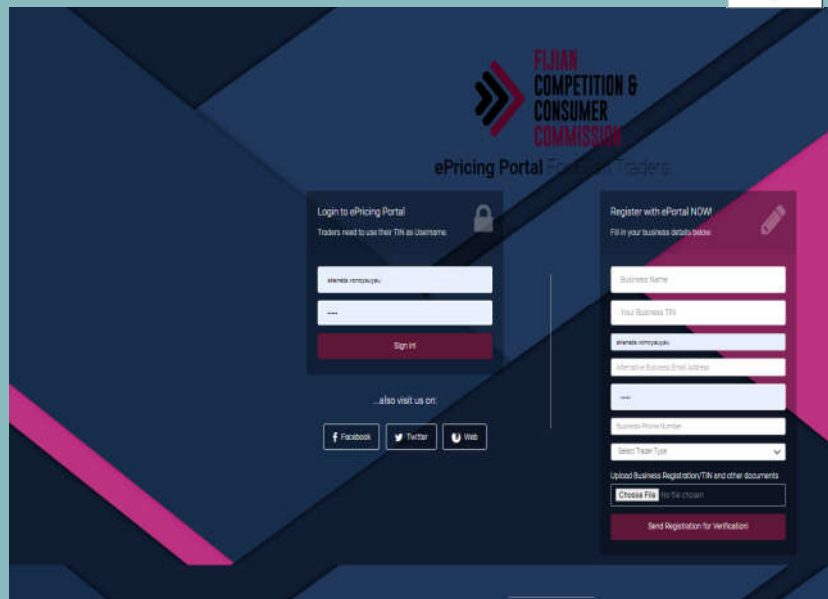 FIJIAN
COMPETITION &
CONSUMER
COMMISSION
ePricing Portal For Fijian Traders
Login to ePricing Portal
Traders need to use their TIN as Username.
Sign in!
...also visit us on:
Facebook
Twitter
Web
Register with ePortal NOW!
Fill in your business details below:
Business Name
Your Business TIN
Alternative Business Email Address
Business Phone Number
Select Trader Type
Upload Business Registration/TIN and other documents
Choose File No file chosen
Send Registration for Verification!